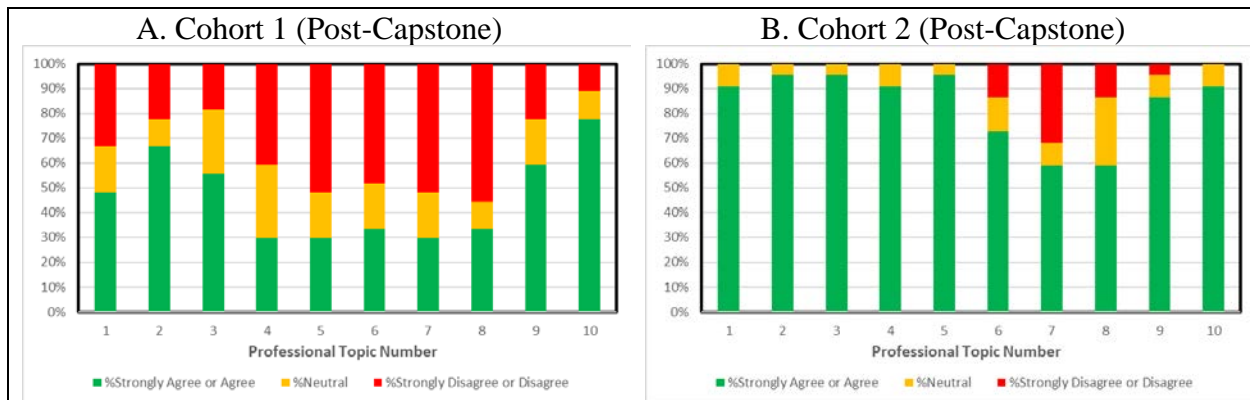 A. Cohort 1 (Post-Capstone)
100%
90%
80%
70%
60%
50%
40%
30%
20%
10%
0%
1 2 3 4 5 6 7 8 9 10
Professional Topic Number
%Strongly Agree or Agree %Neutral %Strongly Disagree or Disagree
B. Cohort 2 (Post-Capstone)
100%
90%
80%
70%
60%
50%
40%
30%
20%
10%
0%
1 2 3 4 5 6 7 8 9 10
Professional Topic Number
%Strongly Agree or Agree %Neutral %Strongly Disagree or Disagree